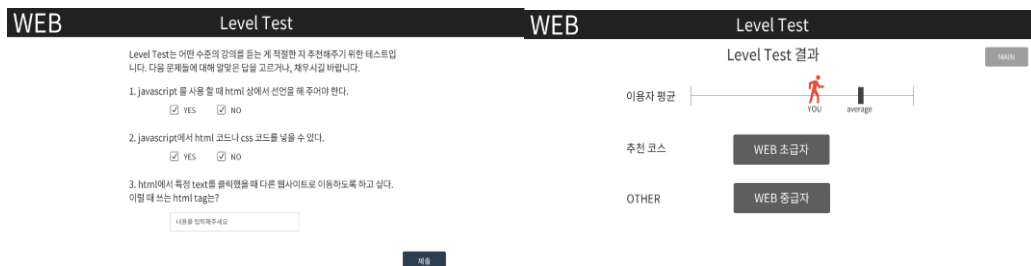 WEB
Level Test
Level Test는 어떤 수준의 강의를 듣는 게 적절한 지 추천해주기 위한 테스트입
니다. 다음 문제들에 대해 알맞은 답을 고르거나, 채우시길 바랍니다.
1. javascript 를 사용 할 때 html 상에서 선언을 해 주어야 한다.
YES NO
2. javascript에서 html 코드나 css 코드를 넣을 수 있다.
YES NO
3. html에서 특정 text를 클릭했을 때 다른 웹사이트로 이동하도록 하고 싶다.
이럴 때 쓰는 html tag는?
내용을 입력해주세요
제출
WEB
Level Test
Level Test 결과
MAIN
이용자 평균
YOU
average
추천 코스
WEB 초급자
OTHER
WEB 중급자